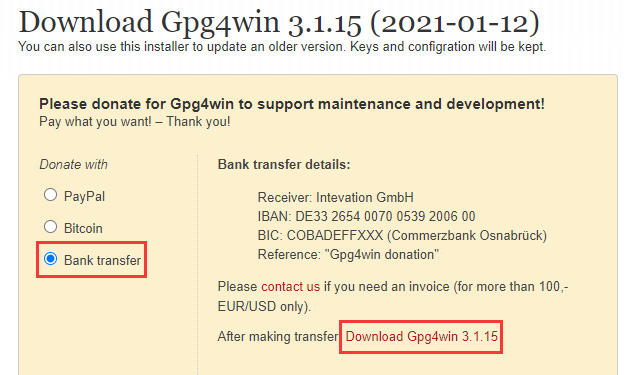 Download Gpg4win 3.1.15 (2021-01-12)
You can also use this installer to update an older version. Keys and configration will be kept.
Please donate for Gpg4win to support maintenance and development!
Pay what you want! – Thank you!
Donate with
PayPal
Bitcoin
Bank transfer
Bank transfer details:
Receiver: Intevation GmbH
IBAN: DE33 2654 0070 0539 2006 00
BIC: COBADEFFXXX (Commerzbank Osnabrück)
Reference: "Gpg4win donation"
Please contact us if you need an invoice (for more than 100,-
EUR/USD only).
After making transfer Download Gpg4win 3.1.15